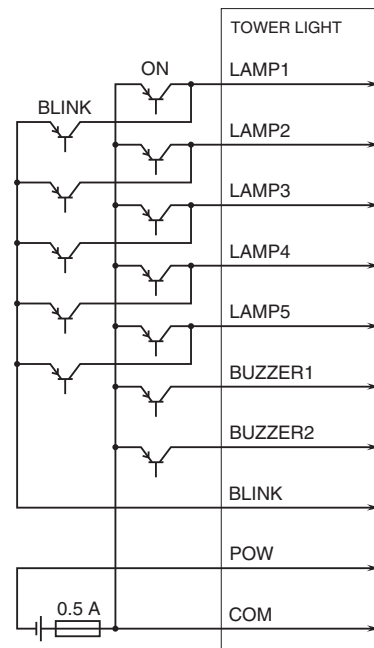 TOWER LIGHT
ON
LAMP1
BLINK
LAMP2
LAMP3
LAMP4
LAMP5
BUZZER1
BUZZER2
BLINK
POW
0.5 A
COM